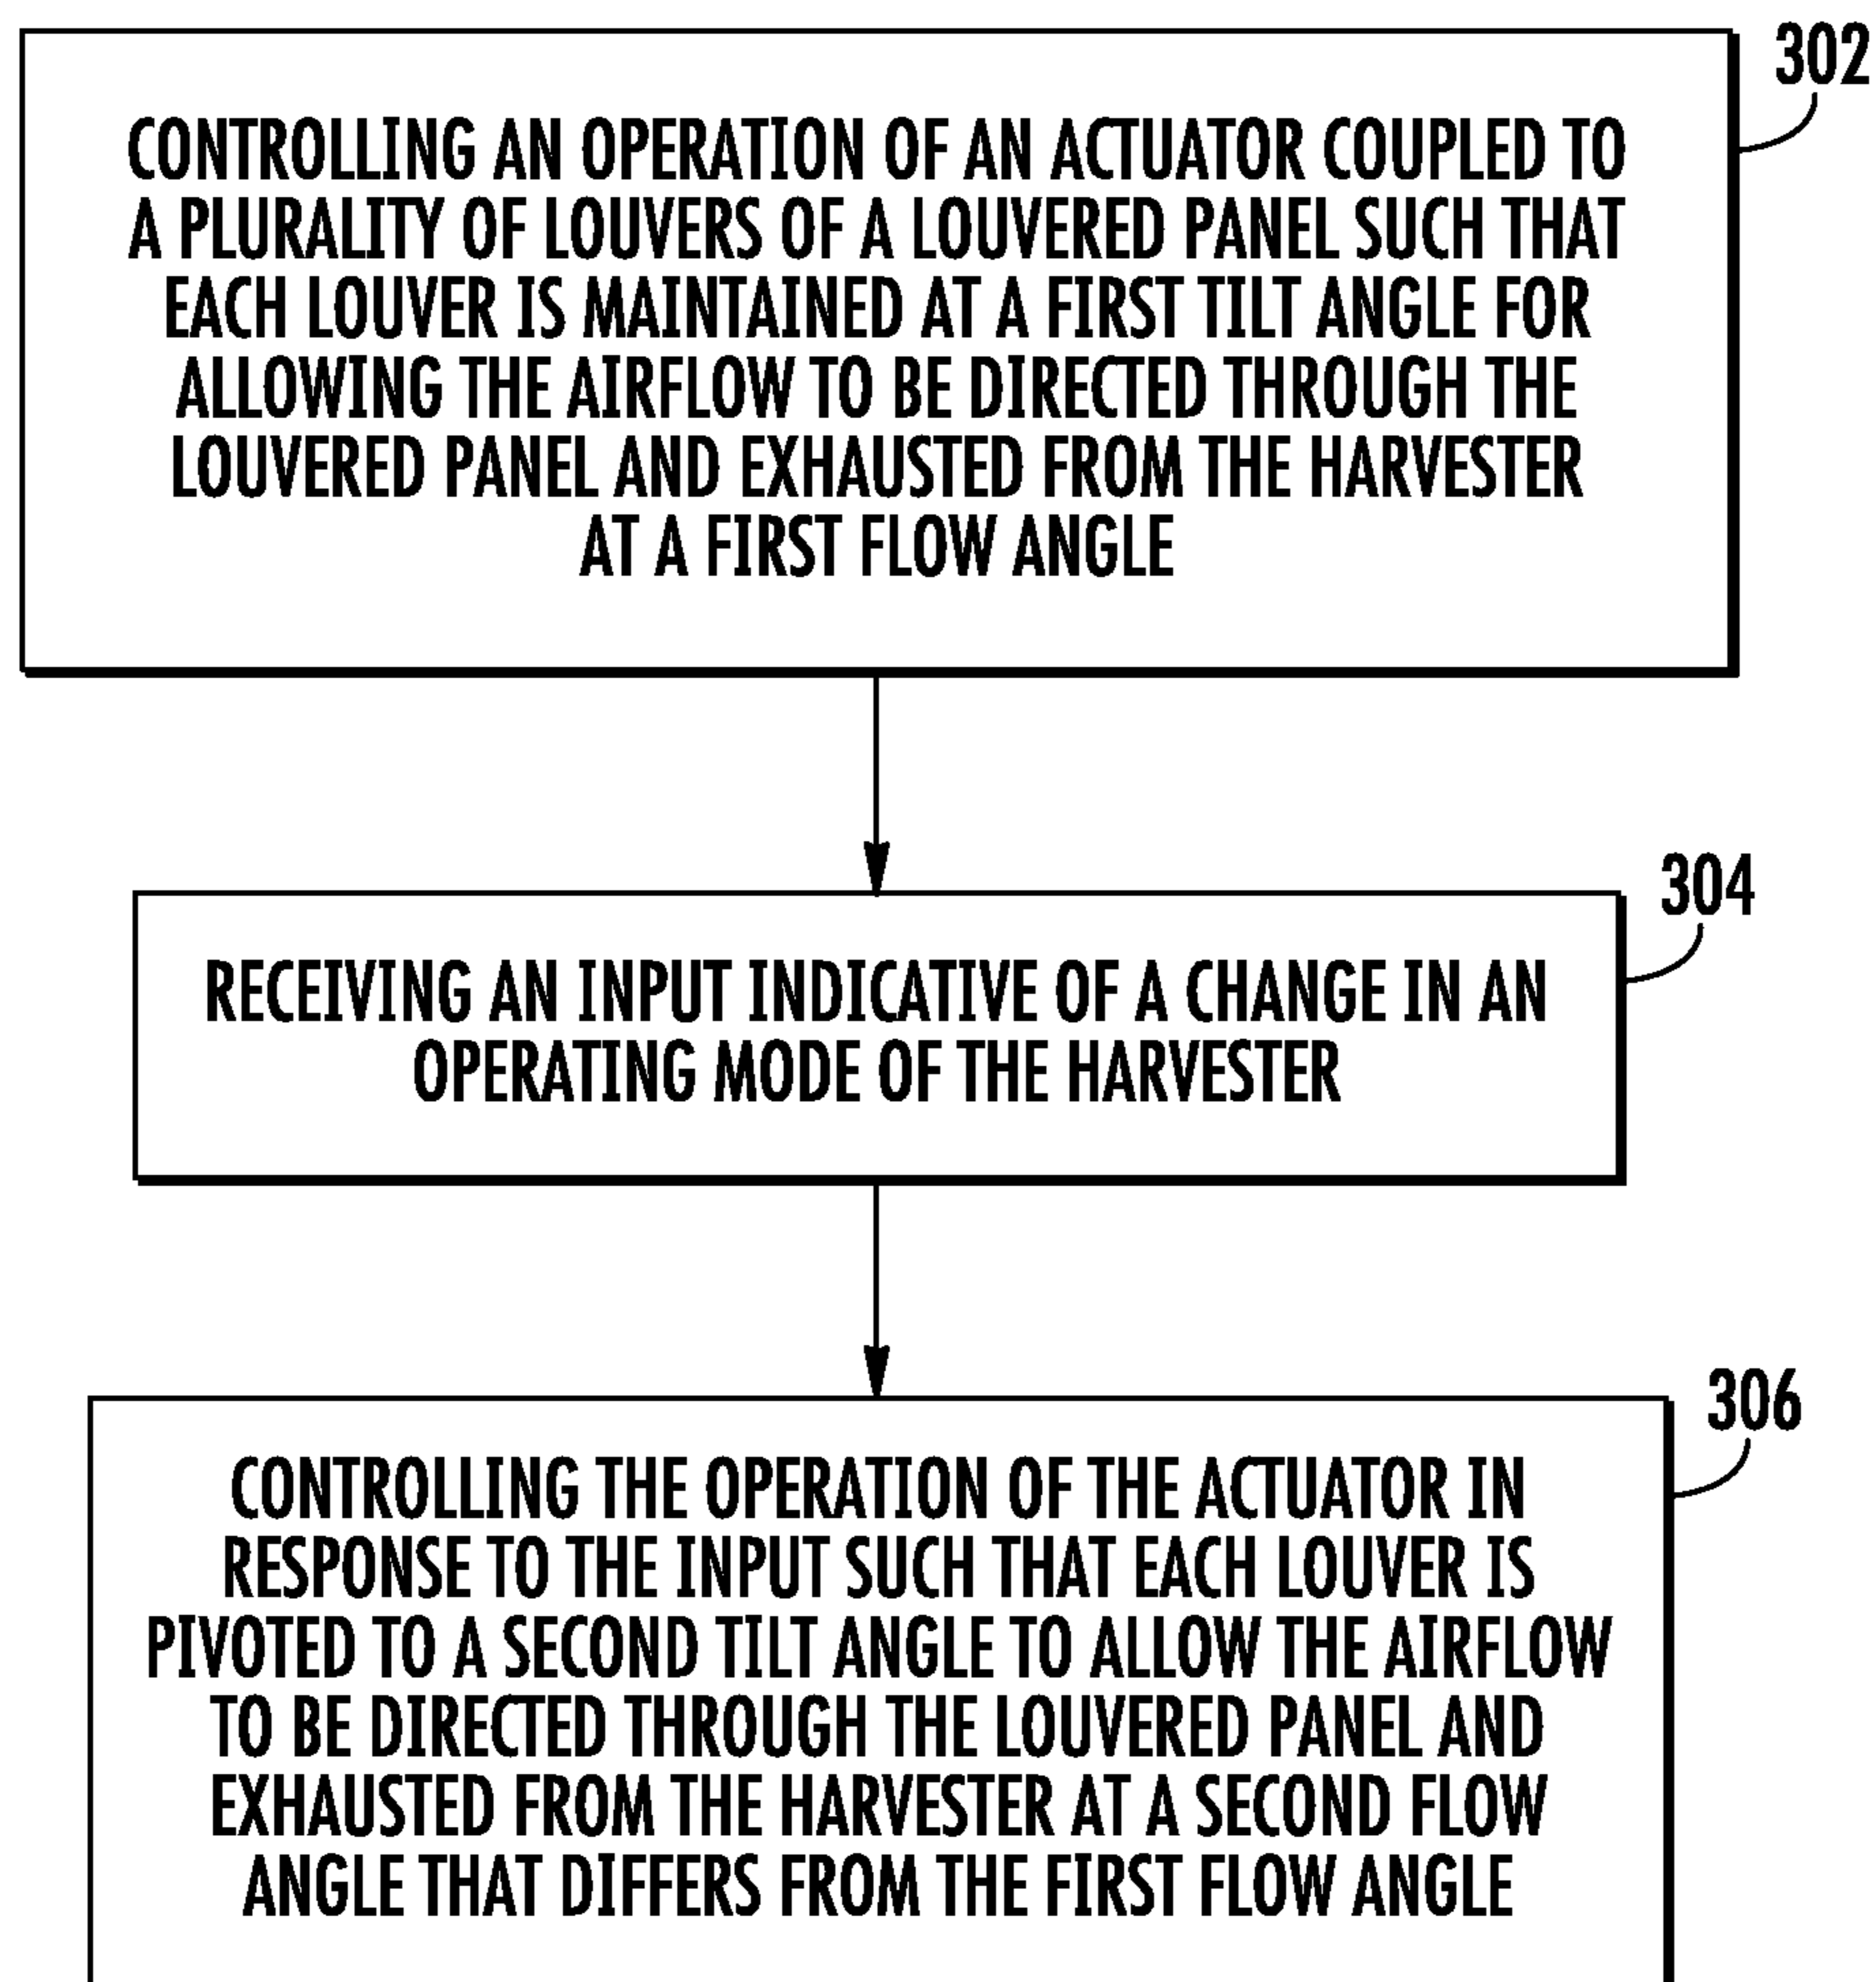 302
CONTROLLING AN OPERATION OF AN ACTUATOR COUPLED TO
A PLURALITY OF LOUVERS OF A LOUVERED PANEL SUCH THAT
EACH LOUVER IS MAINTAINED AT A FIRST TILT ANGLE FOR
ALLOWING THE AIRFLOW TO BE DIRECTED THROUGH THE
LOUVERED PANEL AND EXHAUSTED FROM THE HARVESTER
AT A FIRST FLOW ANGLE
304
RECEIVING AN INPUT INDICATIVE OF A CHANGE IN AN
OPERATING MODE OF THE HARVESTER
306
CONTROLLING THE OPERATION OF THE ACTUATOR IN
RESPONSE TO THE INPUT SUCH THAT EACH LOUVER IS
PIVOTED TO A SECOND TILT ANGLE TO ALLOW THE AIRFLOW
TO BE DIRECTED THROUGH THE LOUVERED PANEL AND
EXHAUSTED FROM THE HARVESTER AT A SECOND FLOW
ANGLE THAT DIFFERS FROM THE FIRST FLOW ANGLE